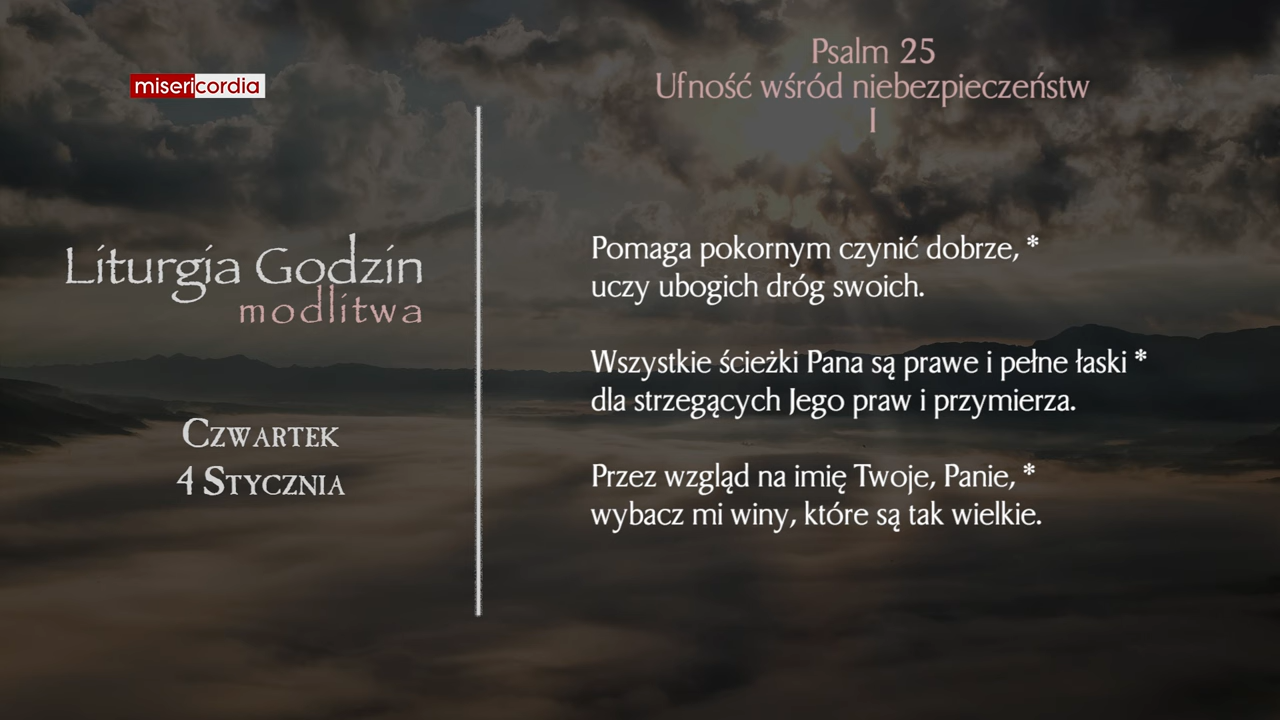 misericordia
Liturgia Godzin
modlitwa
Czwartek
4 Stycznia
Psalm 25
Ufność wśród niebezpieczeństw
I
Pomaga pokornym czynić dobrze, *
uczy ubogich dróg swoich.
Wszystkie ścieżki Pana są prawe i pełne łaski *
dla strzegących Jego praw i przymierza.
Przez wzgląd na imię Twoje, Panie, *
wybacz mi winy, które są tak wielkie.